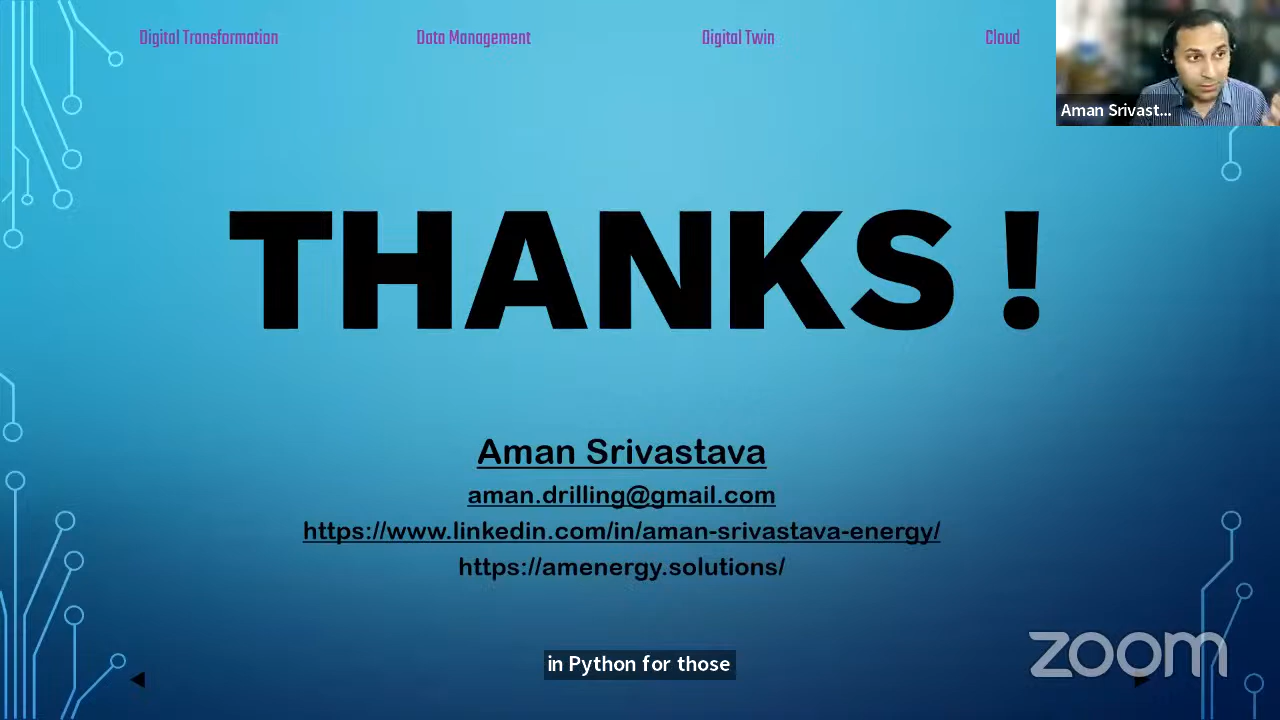 Digital Transformation
Data Management
Digital Twin
Cloud
Aman Srivast...
THANKS !
Aman Srivastava
aman.drilling@gmail.com
https://www.linkedin.com/in/aman-srivastava-energy/
https://amenergy.solutions/
in Python for those
zoom